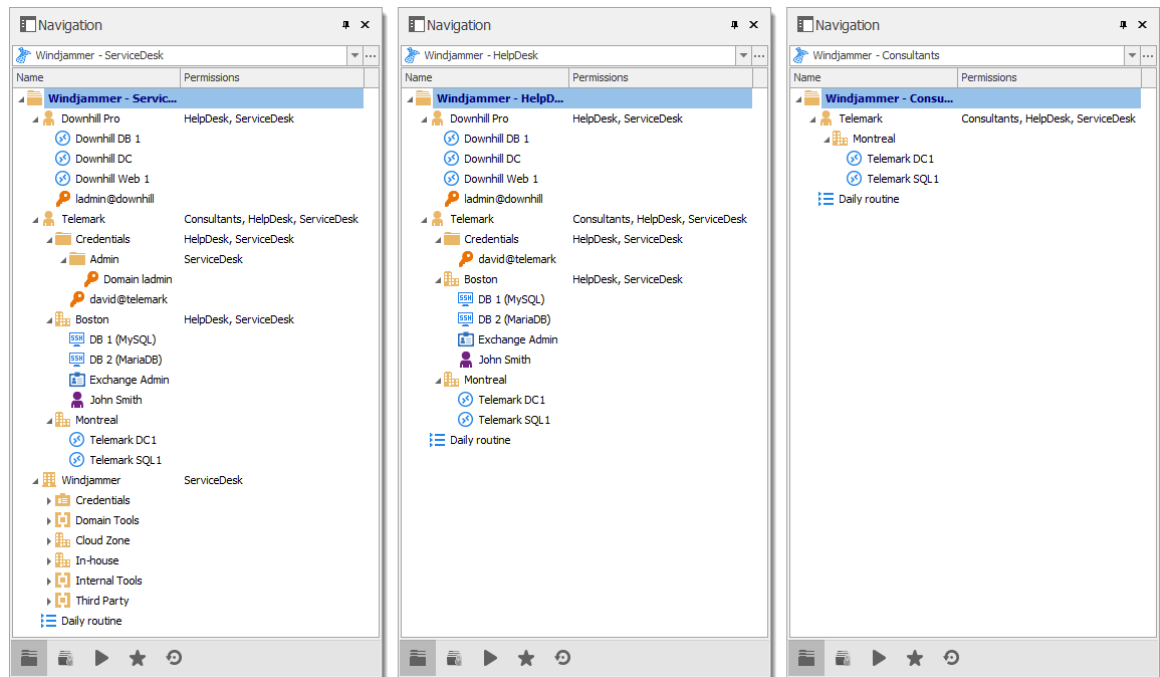 Navigation
Windjammer - ServiceDesk
Name Permissions
Windjammer - Servic...
Downhill Pro HelpDesk, ServiceDesk
Downhill DB 1
Downhill DC
Downhill Web 1
ladmin@downhill
Telemark Consultants, HelpDesk, ServiceDesk
Credentials HelpDesk, ServiceDesk
Admin ServiceDesk
Domain ladmin
david@telemark
Boston HelpDesk, ServiceDesk
SSH DB 1 (MySQL)
SSH DB 2 (MariaDB)
Exchange Admin
John Smith
Montreal
Telemark DC1
Telemark SQL1
Windjammer ServiceDesk
Credentials
Domain Tools
Cloud Zone
In-house
Internal Tools
Third Party
Daily routine
Navigation
Windjammer - HelpDesk
Name Permissions
Windjammer - HelpD...
Downhill Pro HelpDesk, ServiceDesk
Downhill DB 1
Downhill DC
Downhill Web 1
ladmin@downhill
Telemark Consultants, HelpDesk, ServiceDesk
Credentials HelpDesk, ServiceDesk
david@telemark
Boston HelpDesk, ServiceDesk
SSH DB 1 (MySQL)
SSH DB 2 (MariaDB)
Exchange Admin
John Smith
Montreal
Telemark DC1
Telemark SQL1
Daily routine
Navigation
Windjammer - Consultants
Name Permissions
Windjammer - Consu...
Telemark Consultants, HelpDesk, ServiceDesk
Montreal
Telemark DC1
Telemark SQL1
Daily routine